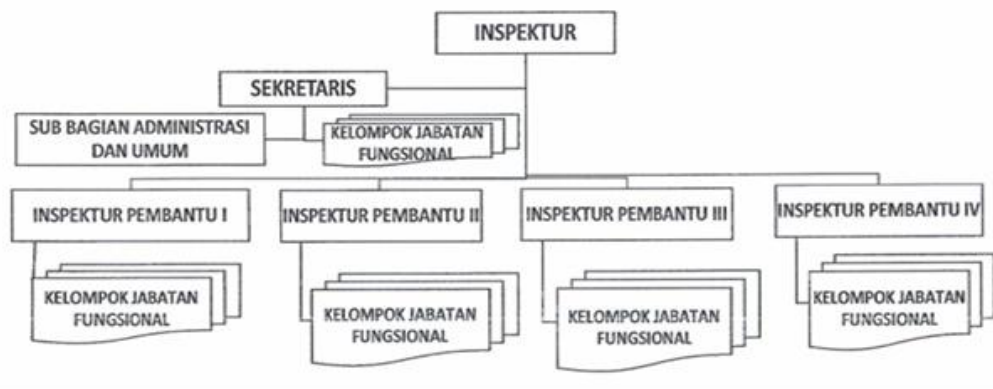 INSPEKTUR
SEKRETARIS
SUB BAGIAN ADMINISTRASI
DAN UMUM
KELOMPOK JABATAN
FUNGSIONAL
INSPEKTUR PEMBANTU I
INSPEKTUR PEMBANTU II
INSPEKTUR PEMBANTU III
INSPEKTUR PEMBANTU IV
KELOMPOK JABATAN
FUNGSIONAL
KELOMPOK JABATAN
FUNGSIONAL
KELOMPOK JABATAN
FUNGSIONAL
KELOMPOK JABATAN
FUNGSIONAL